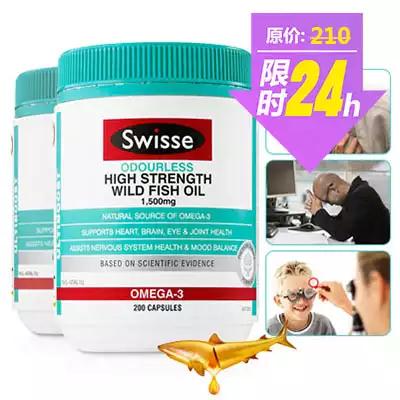 原价: 210
限时24h
Swisse
ODOURLESS
HIGH STRENGTH
WILD FISH OIL
1,500mg
NATURAL SOURCE OF OMEGA-3
SUPPORTS HEART, BRAIN, EYE & JOINT HEALTH
ASSISTS NERVOUS SYSTEM HEALTH & MOOD BALANCE
BASED ON SCIENTIFIC EVIDENCE
OMEGA-3
200 CAPSULES